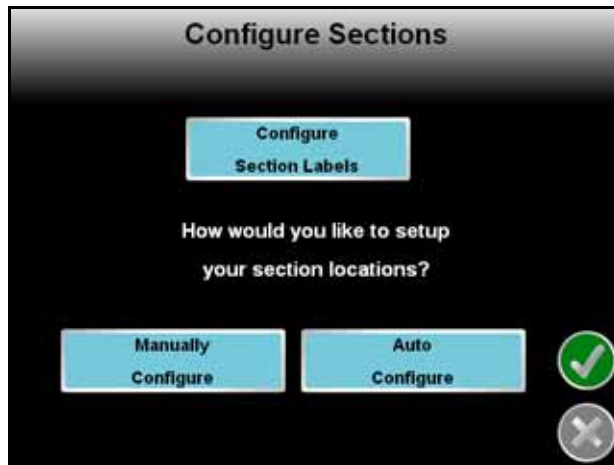 Configure Sections
Configure
Section Labels
How would you like to setup
your section locations?
Manually
Configure
Auto
Configure